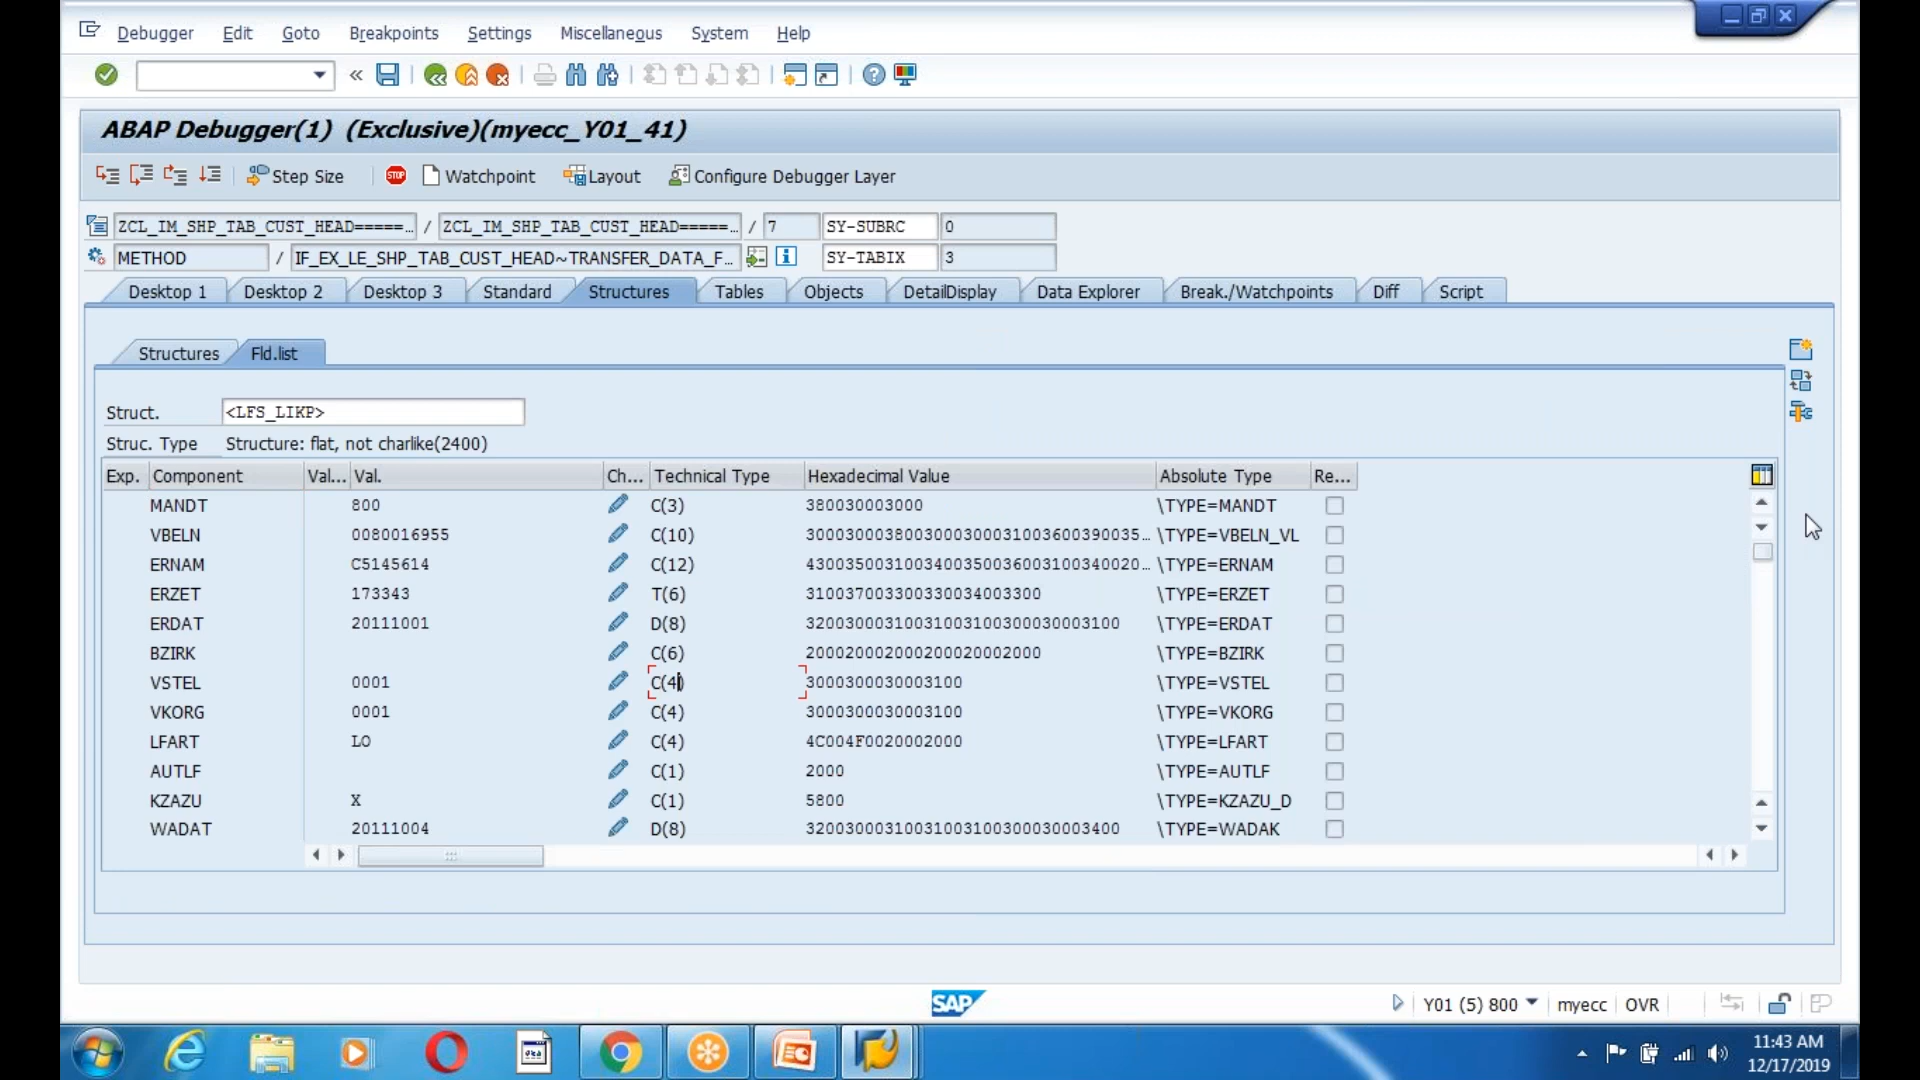 Debugger Edit Goto Breakpoints Settings Miscellaneous System Help
ABAP Debugger(1) (Exclusive)(myecc_Y01_41)
Step Size STOP Watchpoint Layout Configure Debugger Layer
ZCL_IM_SHP_TAB_CUST_HEAD=====… / ZCL_IM_SHP_TAB_CUST_HEAD=====… / 7 SY-SUBRC 0
METHOD / IF_EX_LE_SHP_TAB_CUST_HEAD~TRANSFER_DATA_F… SY-TABIX 3
Desktop 1 Desktop 2 Desktop 3 Standard Structures Tables Objects DetailDisplay Data Explorer Break./Watchpoints Diff Script
Structures Fld.list
Struct. <LFS_LIKP>
Struc. Type Structure: flat, not charlike(2400)
Exp. Component Val... Val. Ch... Technical Type Hexadecimal Value Absolute Type Re...
MANDT 800 C(3) 380030003000 \TYPE=MANDT
VBELN 0080016955 C(10) 300030003800300030003100360039003​5… \TYPE=VBELN_VL
ERNAM C5145614 C(12) 430035003100340035003600310034002​0… \TYPE=ERNAM
ERZET 173343 T(6) 310037003300330034003300 \TYPE=ERZET
ERDAT 20111001 D(8) 32003000310031003100300030003100 \TYPE=ERDAT
BZIRK C(6) 200020002000200020002000 \TYPE=BZIRK
VSTEL 0001 C(4) 3000300030003100 \TYPE=VSTEL
VKORG 0001 C(4) 3000300030003100 \TYPE=VKORG
LFART LO C(4) 4C004F0020002000 \TYPE=LFART
AUTLF C(1) 2000 \TYPE=AUTLF
KZAZU X C(1) 5800 \TYPE=KZAZU_D
WADAT 20111004 D(8) 32003000310031003100300030003400 \TYPE=WADAK
SAP Y01 (5) 800 myecc OVR
11:43 AM
12/17/2019